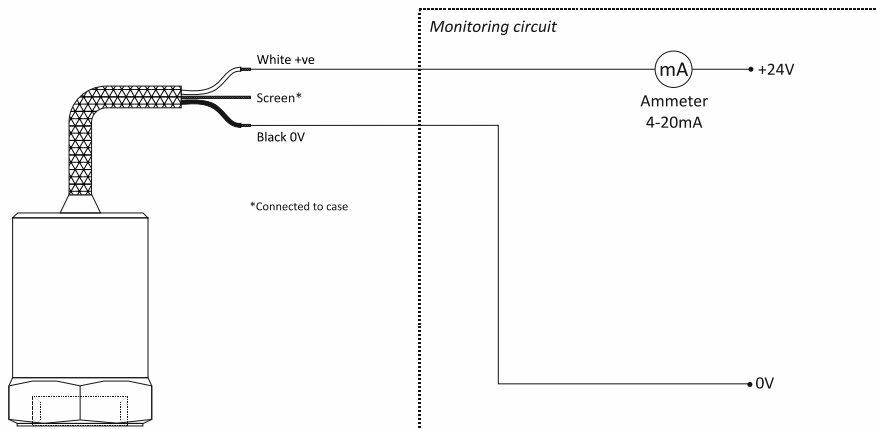 Monitoring circuit
White +ve
mA
+24V
Screen*
Ammeter
4-20mA
Black 0V
*Connected to case
0V